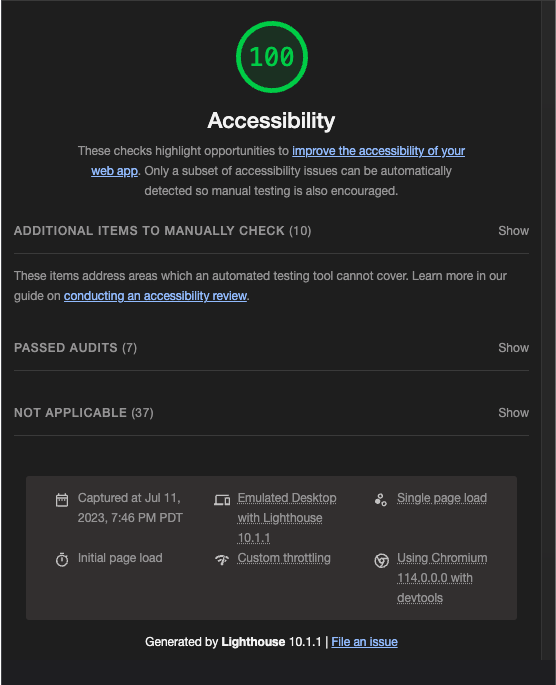 100
Accessibility
These checks highlight opportunities to improve the accessibility of your
web app. Only a subset of accessibility issues can be automatically
detected so manual testing is also encouraged.
ADDITIONAL ITEMS TO MANUALLY CHECK (10) Show
These items address areas which an automated testing tool cannot cover. Learn more in our
guide on conducting an accessibility review.
PASSED AUDITS (7) Show
NOT APPLICABLE (37) Show
Captured at Jul 11,
2023, 7:46 PM PDT
Emulated Desktop
with Lighthouse
10.1.1
Single page load
Initial page load
Custom throttling
Using Chromium
114.0.0.0 with
devtools
Generated by Lighthouse 10.1.1 | File an issue